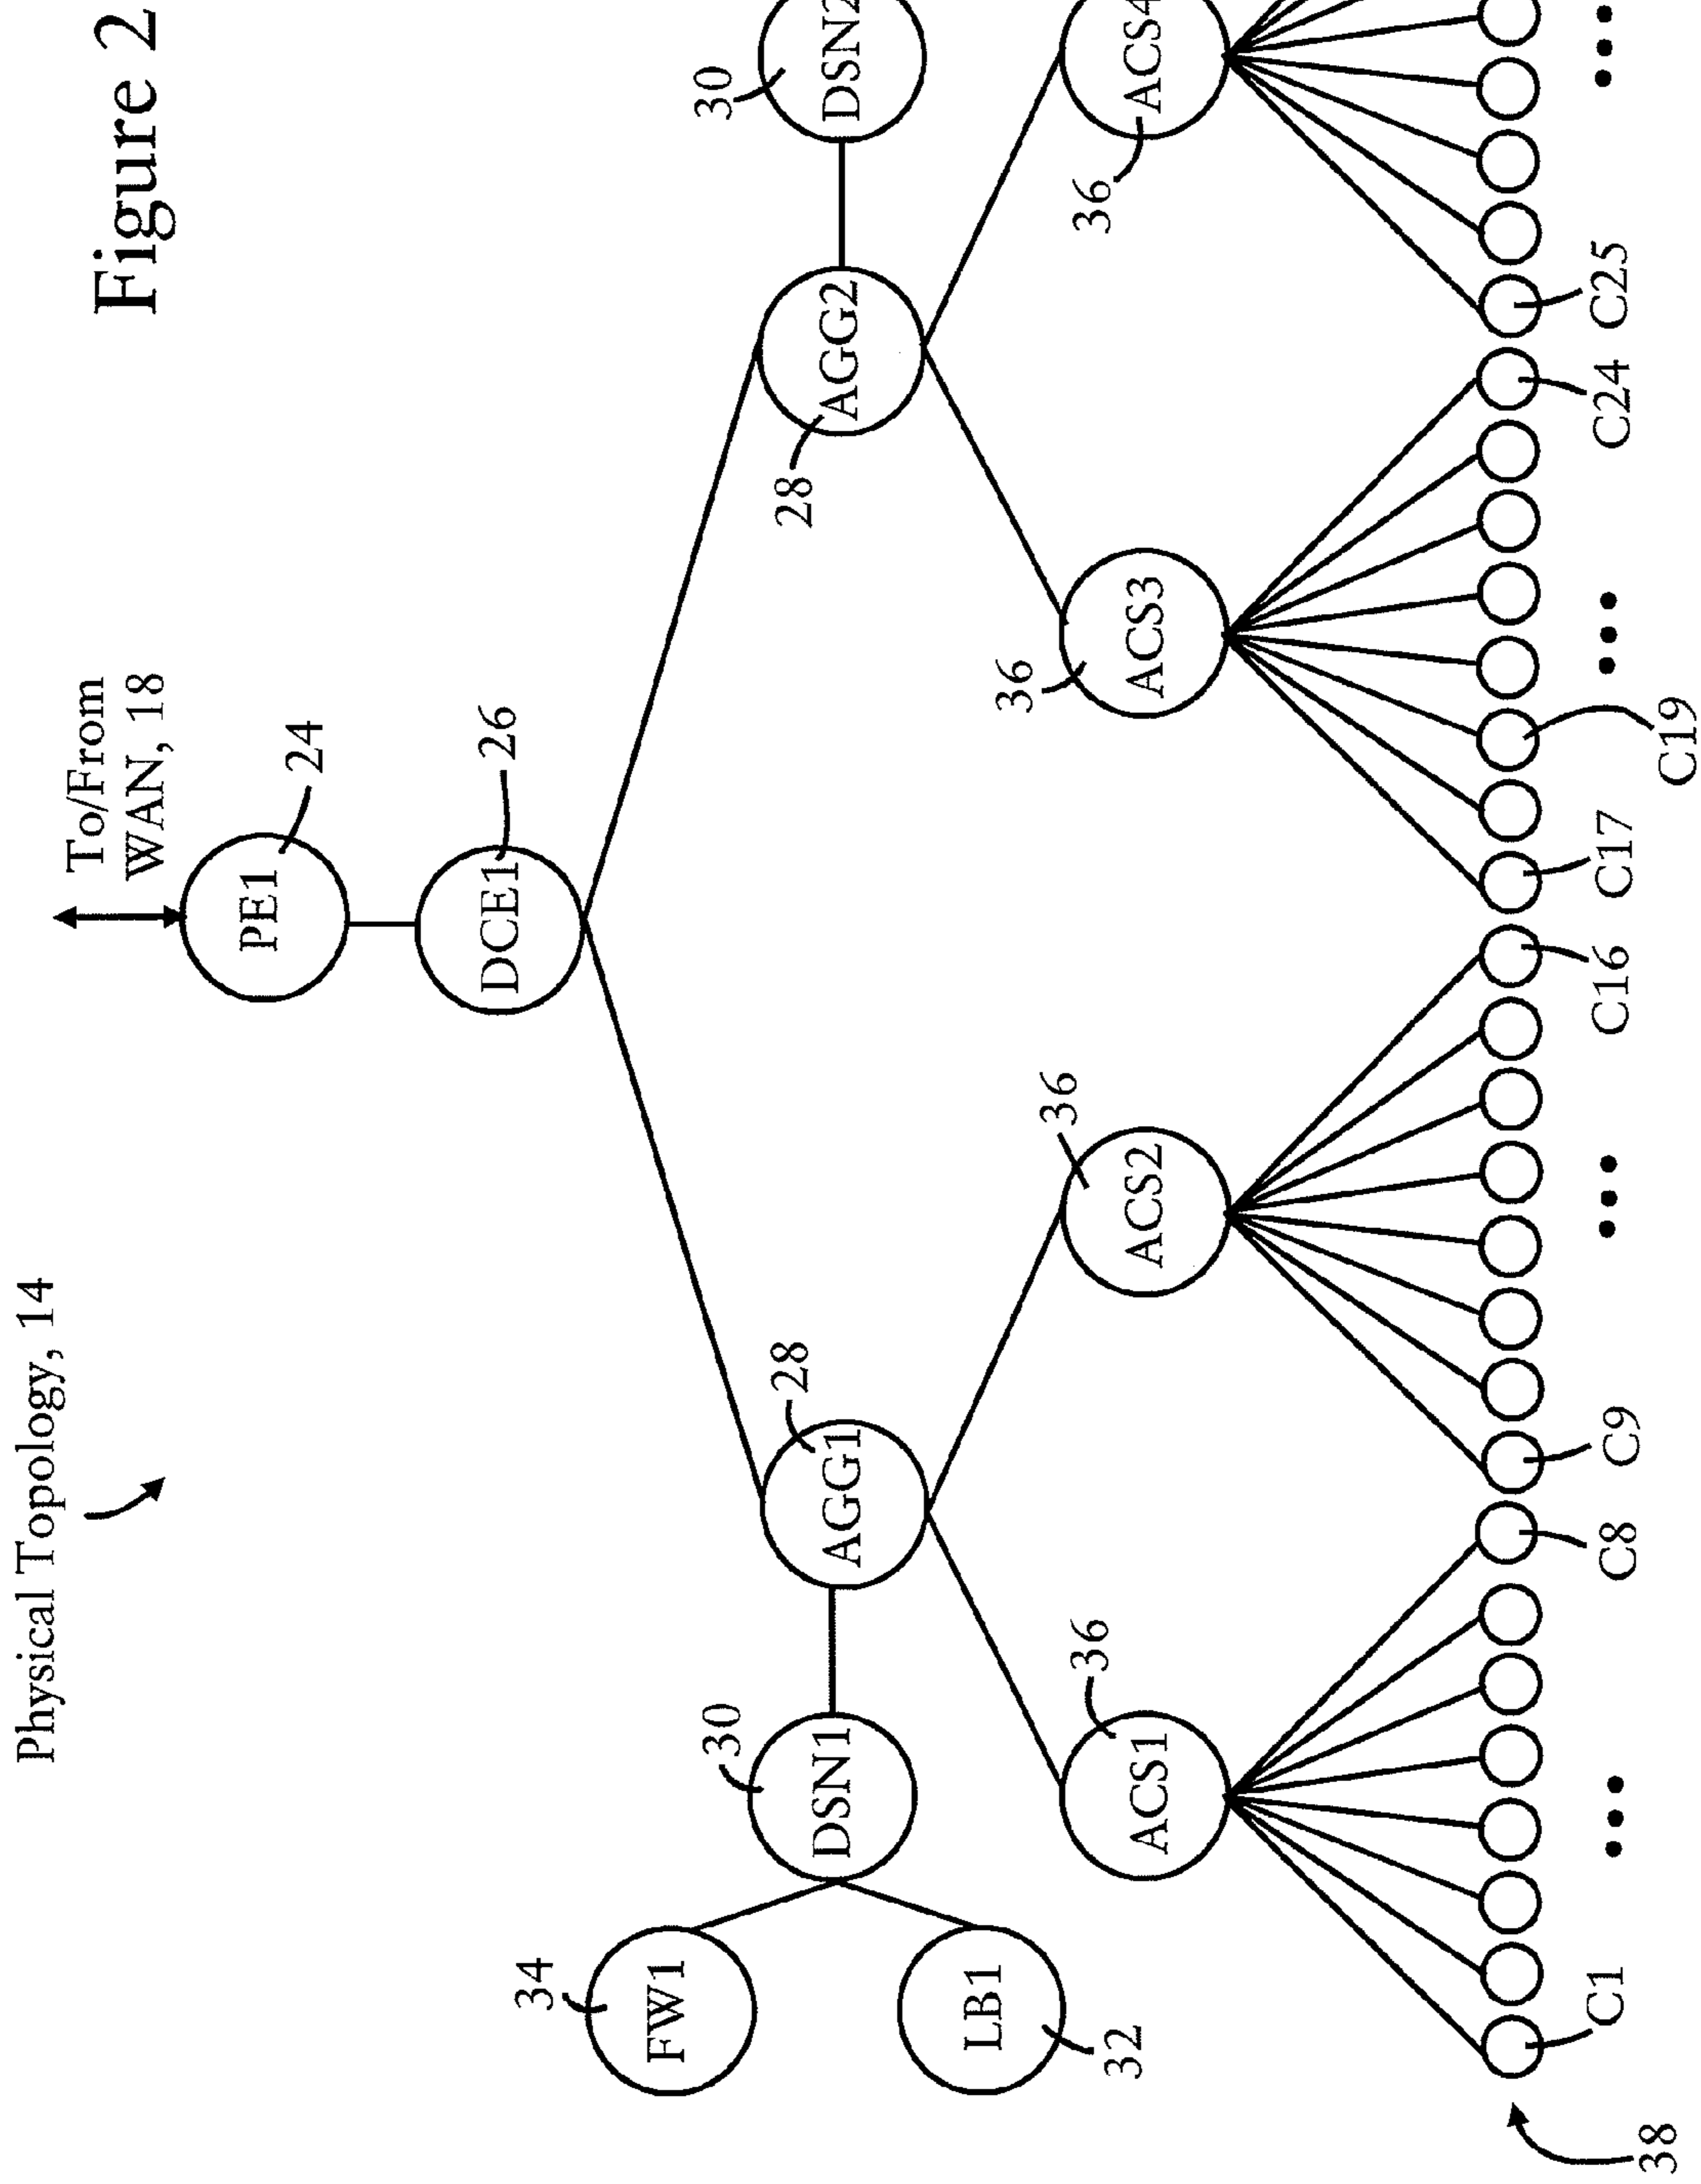 Figure 2
Physical Topology, 14
To/From
WAN, 18
PE1
24
DCE1
26
34
FW1
30
DSN1
28
AGG1
28
AGG2
30
DSN2
LB1
32
36
ACS1
36
ACS2
36
ACS3
36
ACS4
38
C1
C8
C9
C16
C17
C19
C24
C25